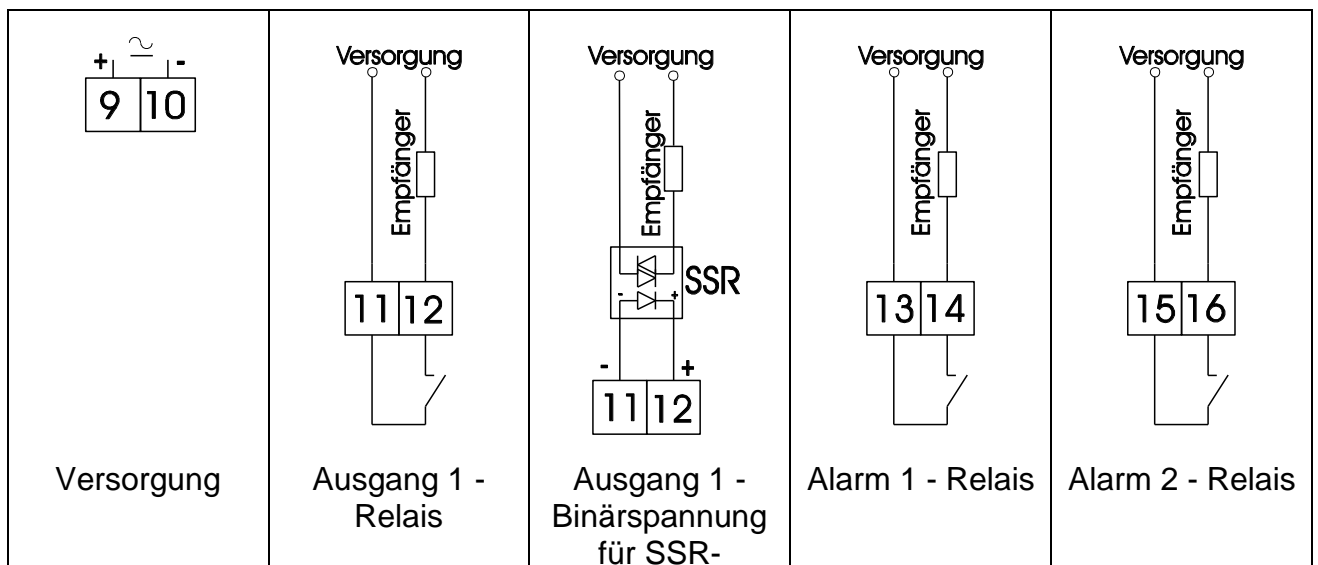 + ~ -
9 10
Versorgung
Versorgung
Empfänger
11 12
Ausgang 1 -
Relais
Versorgung
Empfänger
SSR
- +
- +
11 12
Ausgang 1 -
Binärspannung
für SSR-
Versorgung
Empfänger
13 14
Alarm 1 - Relais
Versorgung
Empfänger
15 16
Alarm 2 - Relais